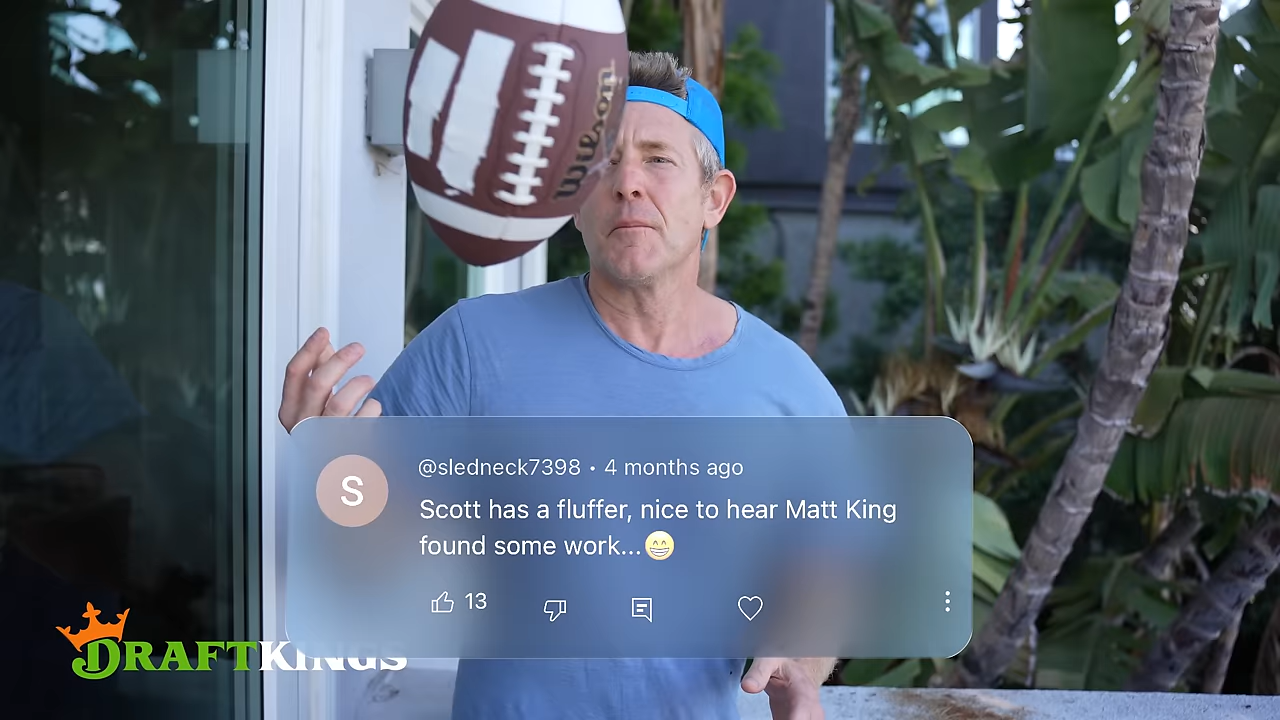 Wilson
@sledneck7398 • 4 months ago
S
Scott has a fluffer, nice to hear Matt King
found some work...😁
13
DRAFTKINGS